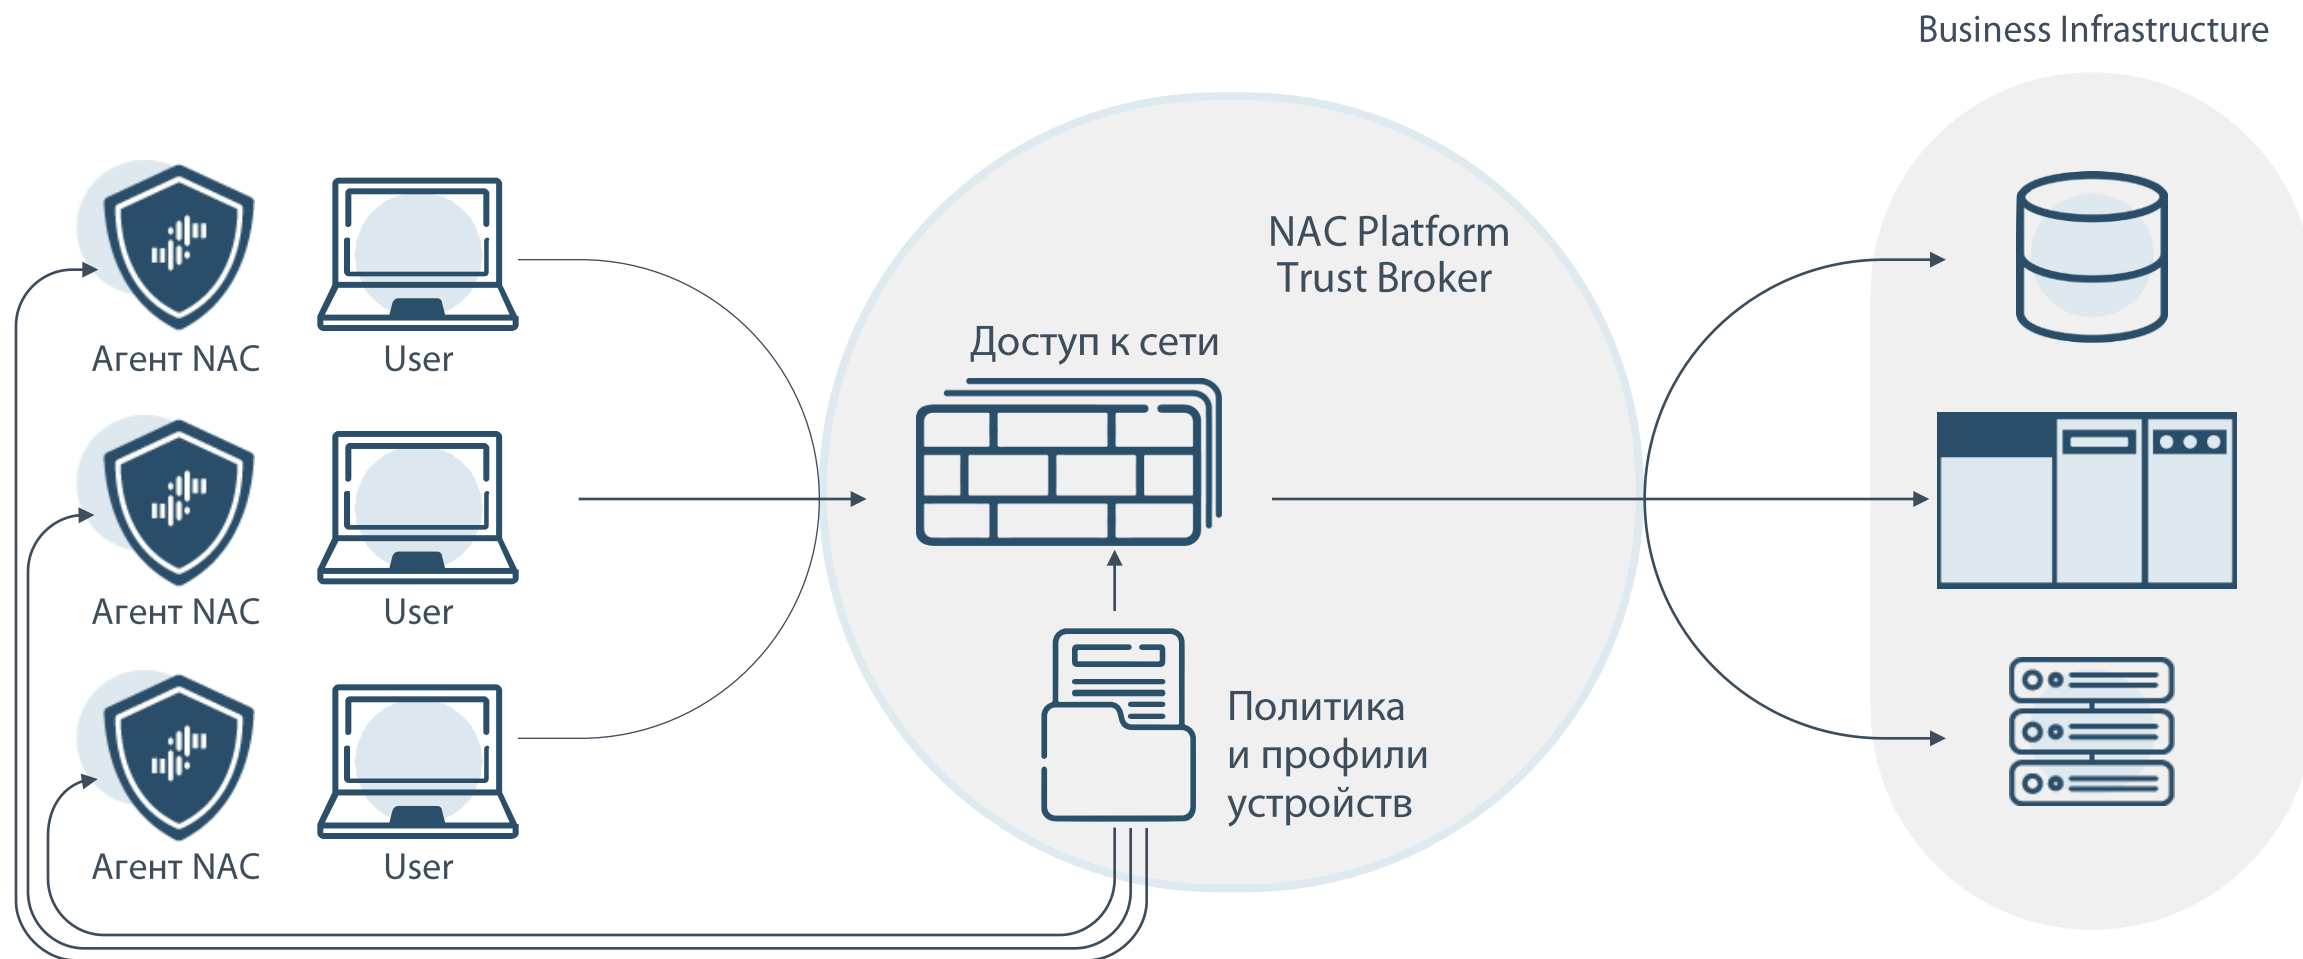 Business Infrastructure
NAC Platform
Trust Broker
Доступ к сети
Агент NAC
User
Агент NAC
User
Политика
и профили
устройств
Агент NAC
User